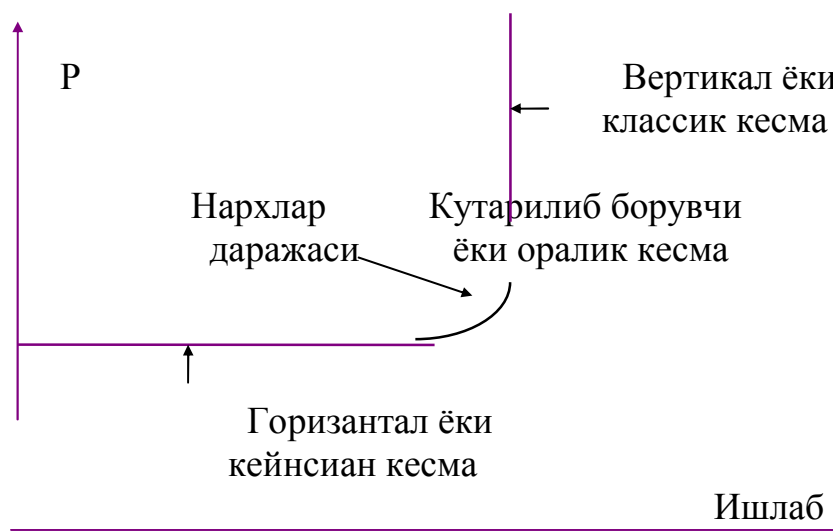 Р
Вертикал ёки
классик кесма
Нархлар
даражаси
Кутарилиб борувчи
ёки оралик кесма
Горизантал ёки
кейнсиан кесма
Ишлаб